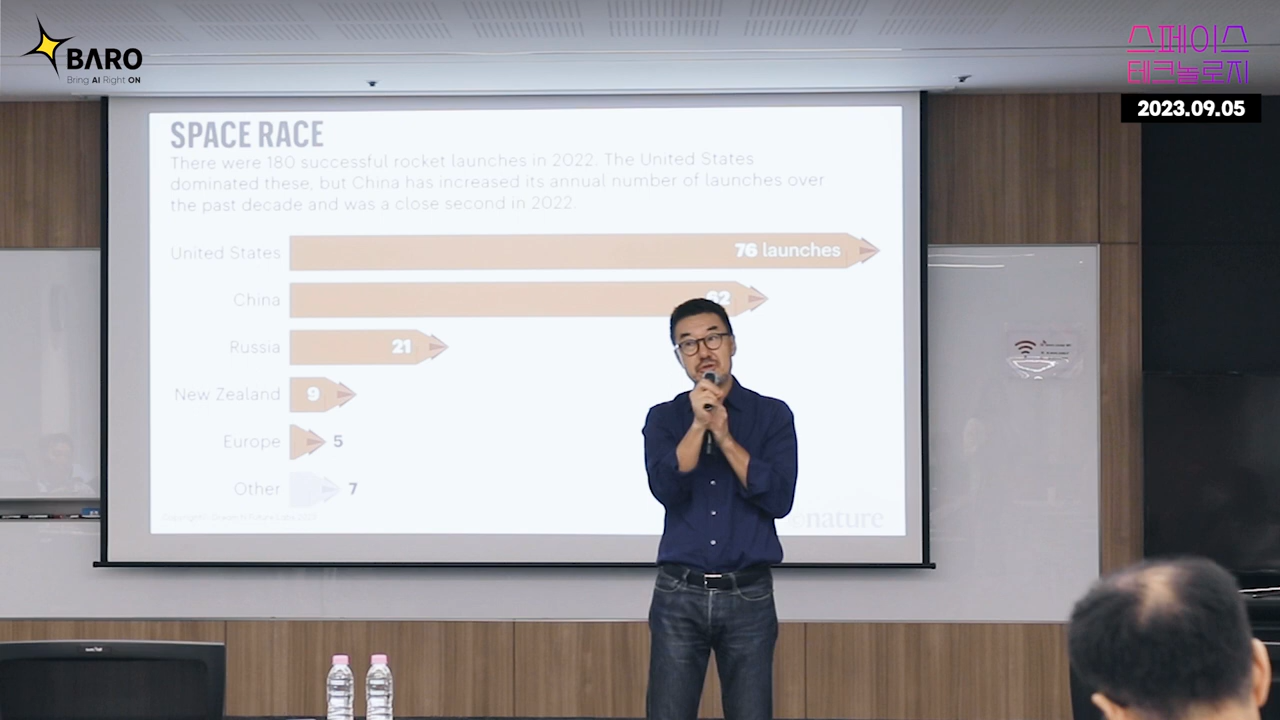 BARO
Bring AI Right ON
스페이스
테크놀로지
2023.09.05
SPACE RACE
There were 180 successful rocket launches in 2022. The United States
dominated these, but China has increased its annual number of launches over
the past decade and was a close second in 2022.
United States 76 launches
China 62
Russia 21
New Zealand 9
Europe 5
Other 7
nature